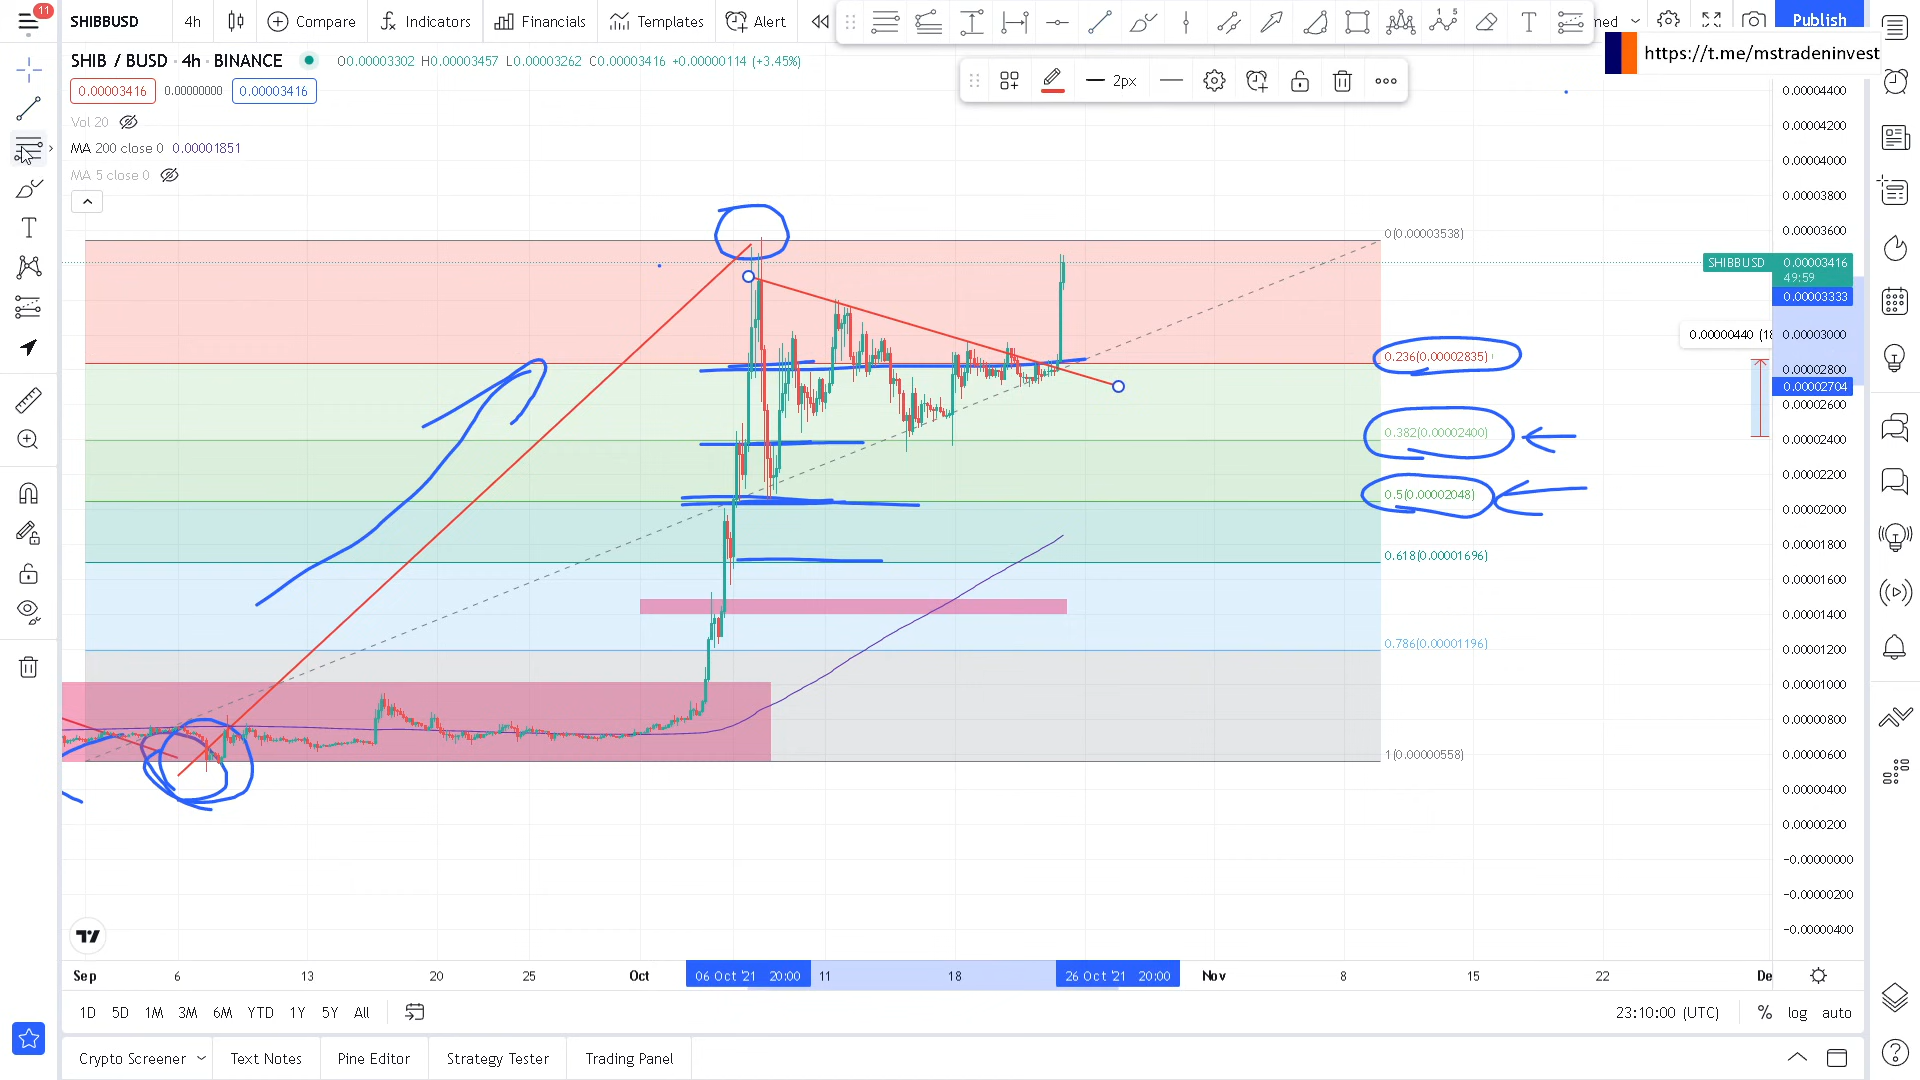 11
SHIBBUSD
4h
Compare
Indicators
Financials
Templates
Alert
Publish
https://t.me/mstradeninvest
SHIB / BUSD · 4h · BINANCE
O0.00003302 H0.00003457 L0.00003262 C0.00003416 +0.00000114 (+3.45%)
2px
0.00003416
0.00000000
0.00003416
Vol 20
MA 200 close 0 0.00001851
MA 5 close 0
0.00004400
0.00004200
0.00004000
0.00003800
0.00003600
0(0.00003538)
SHIBBUSD
0.00003416
49:59
0.00003333
0.00000440 (18
0.00003000
0.236(0.00002835)
0.00002800
0.00002704
0.00002600
0.382(0.00002400)
0.00002400
0.00002200
0.5(0.00002048)
0.00002000
0.00001800
0.618(0.00001696)
0.00001600
0.00001400
0.786(0.00001196)
0.00001200
0.00001000
0.00000800
1(0.00000558)
0.00000600
0.00000400
0.00000200
−0.00000000
−0.00000200
−0.00000400
Sep 6 13 20 25 Oct 06 Oct '21 20:00 11 18 26 Oct '21 20:00 Nov 8 15 22 De
1D 5D 1M 3M 6M YTD 1Y 5Y All
23:10:00 (UTC) % log auto
Crypto Screener Text Notes Pine Editor Strategy Tester Trading Panel